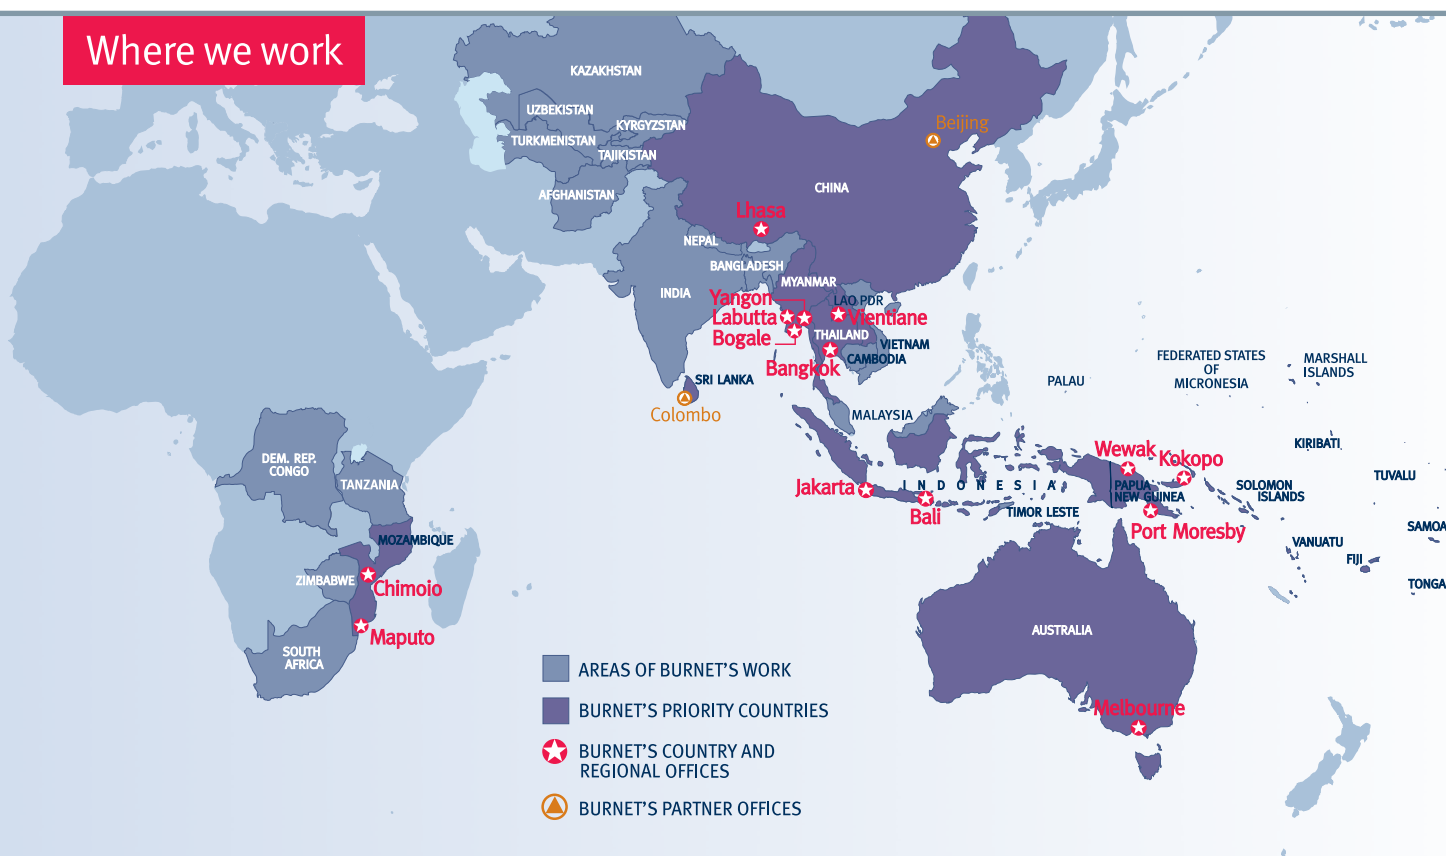 Where we work
KAZAKHSTAN
UZBEKISTAN
KYRGYZSTAN
TURKMENISTAN
TAJIKISTAN
AFGHANISTAN
Beijing
CHINA
Lhasa
NEPAL
BANGLADESH
INDIA
MYANMAR
Yangon
LAO PDR
Labutta
Vientiane
Bogale
THAILAND
VIETNAM
CAMBODIA
Bangkok
SRI LANKA
Colombo
MALAYSIA
PALAU
FEDERATED STATES
OF
MICRONESIA
MARSHALL
ISLANDS
KIRIBATI
TUVALU
DEM. REP.
CONGO
TANZANIA
Wewak
Kokopo
Jakarta
INDONESIA
PAPUA
NEW GUINEA
SOLOMON
ISLANDS
Bali
TIMOR LESTE
Port Moresby
SAMOA
VANUATU
FIJI
TONGA
MOZAMBIQUE
ZIMBABWE
Chimoio
Maputo
SOUTH
AFRICA
AUSTRALIA
Melbourne
AREAS OF BURNET'S WORK
BURNET'S PRIORITY COUNTRIES
BURNET'S COUNTRY AND
REGIONAL OFFICES
BURNET'S PARTNER OFFICES